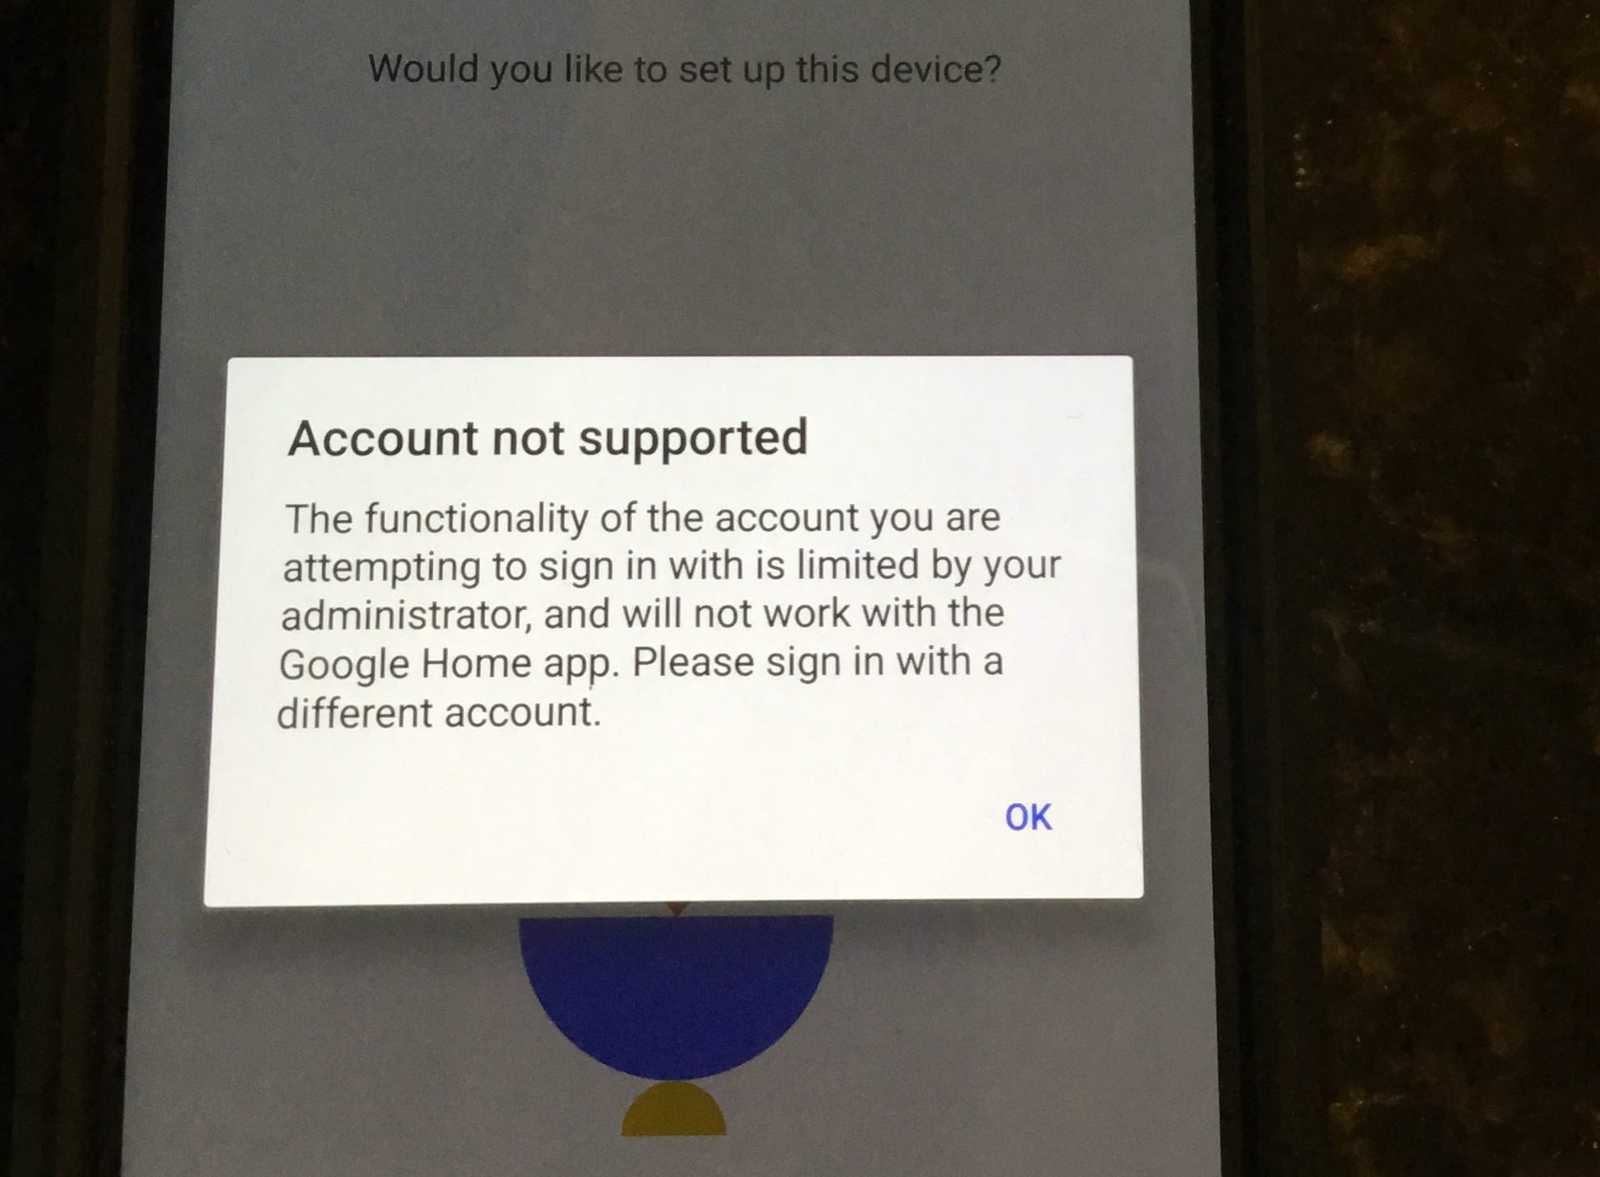 Would you like to set up this device?
Account not supported
The functionality of the account you are
attempting to sign in with is limited by your
administrator, and will not work with the
Google Home app. Please sign in with a
different account.
OK